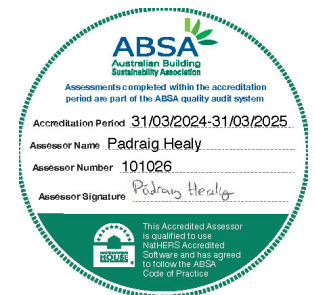 ABSA
Australian Building
Sustainability Association
Assessments completed within the accreditation
period are part of the ABSA quality audit system
Accreditation Period 31/03/2024-31/03/2025
Assessor Name Padraig Healy
Assessor Number 101026
Assessor Signature Padraig Healy
This Accredited Assessor
is qualified to use
NatHERS Accredited
Software and has agreed
to follow the ABSA
Code of Practice
HOUSE